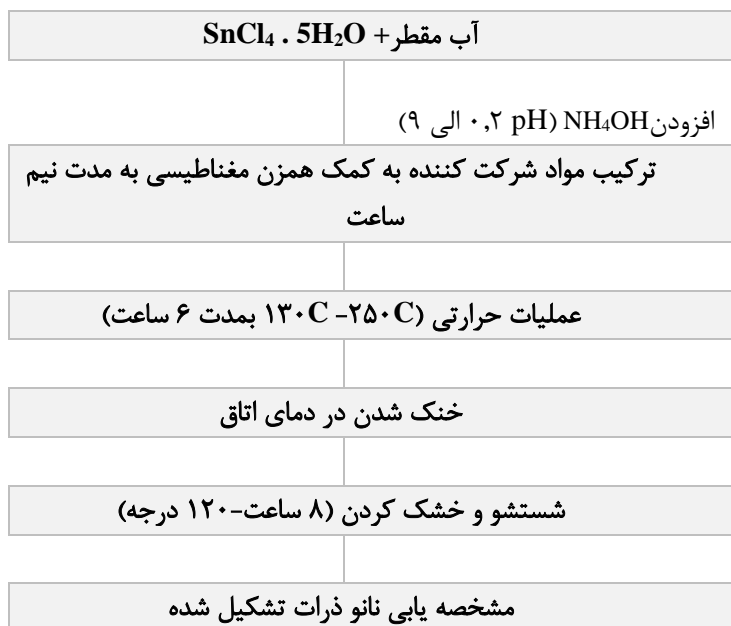 آب مقطر+ SnCl₄ . 5H₂O
افزودنNH₄OH (pH ۰,۲ الی ۹)
ترکیب مواد شرکت کننده به کمک همزن مغناطیسی به مدت نیم
ساعت
عملیات حرارتی (۱۳۰C -۲۵۰C بمدت ۶ ساعت)
خنک شدن در دمای اتاق
شستشو و خشک کردن (۸ ساعت-۱۲۰ درجه)
مشخصه یابی نانو ذرات تشکیل شده